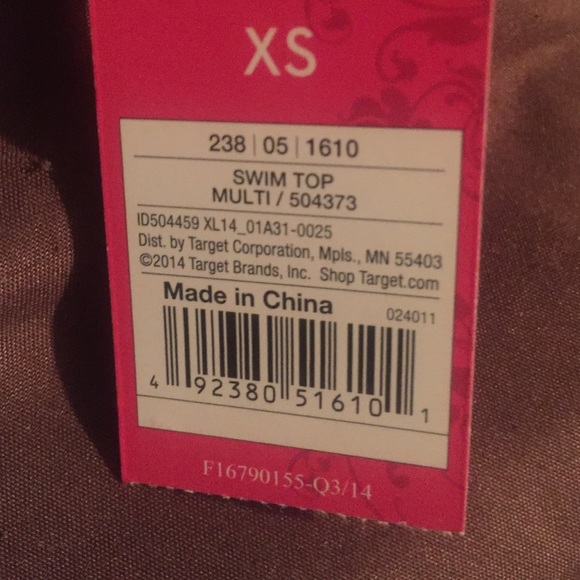 XS
238 | 05 | 1610
SWIM TOP
MULTI / 504373
ID504459 XL14_01A31-0025
Dist. by Target Corporation, Mpls., MN 55403
©2014 Target Brands, Inc. Shop Target.com
Made in China
024011
4 92380 51610 1
F16790155-Q3/14